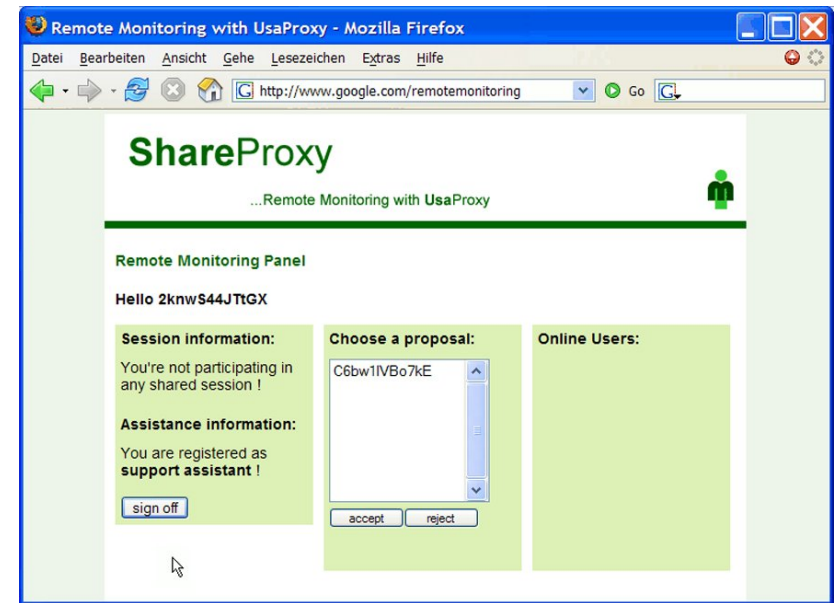 Remote Monitoring with UsaProxy - Mozilla Firefox
Datei Bearbeiten Ansicht Gehe Lesezeichen Extras Hilfe
G http://www.google.com/remotemonitoring Go G
ShareProxy
...Remote Monitoring with UsaProxy
Remote Monitoring Panel
Hello 2knwS44JTtGX
Session information:
You're not participating in
any shared session !
Assistance information:
You are registered as
support assistant !
sign off
Choose a proposal:
C6bw1IVBo7kE
accept reject
Online Users: